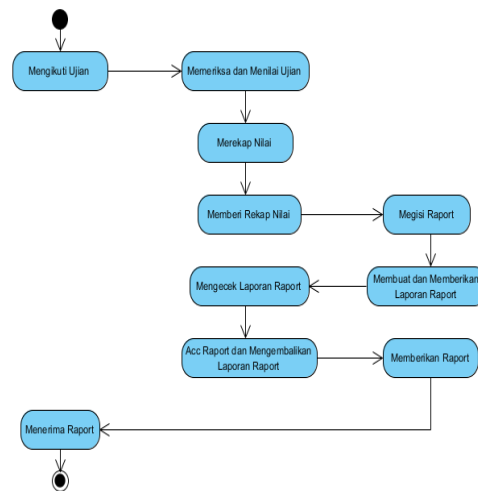 Mengikuti Ujian
Memeriksa dan Menilai Ujian
Merekap Nilai
Memberi Rekap Nilai
Megisi Raport
Membuat dan Memberikan
Laporan Raport
Mengecek Laporan Raport
Acc Raport dan Mengembalikan
Laporan Raport
Memberikan Raport
Menerima Raport